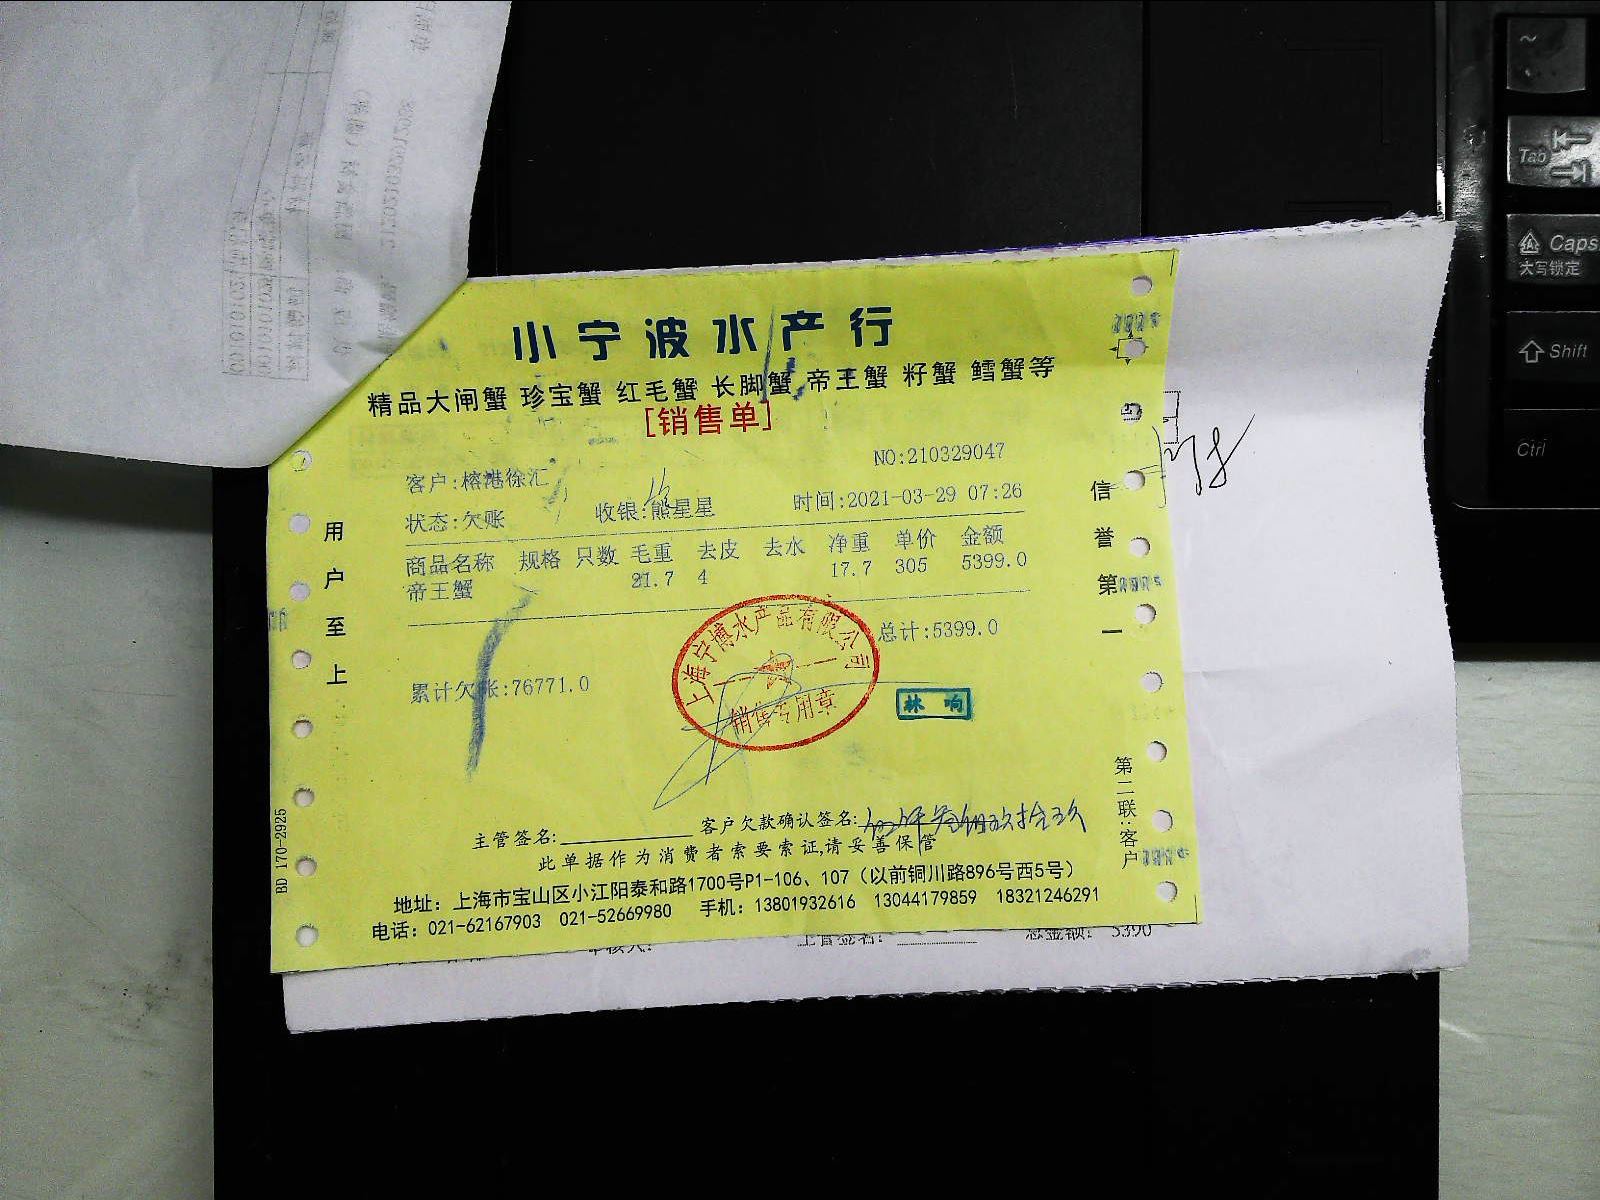 小宁波水产行
精品大闸蟹 珍宝蟹 红毛蟹 长脚蟹 帝王蟹 籽蟹 鳕蟹等
[销售单]
NO:210329047
客户:榕港徐汇
状态:欠账 收银:熊星星 时间:2021-03-29 07:26
商品名称 规格 只数 毛重 去皮 去水 净重 单价 金额
帝王蟹 21.7 4 17.7 305 5399.0
总计:5399.0
累计欠账:76771.0
上海宁博水产品有限公司
销售专用章
林响
主管签名: 客户欠款确认签名:
此单据作为消费者索要索证,请妥善保管
地址：上海市宝山区小江阳泰和路1700号P1-106、107（以前铜川路896号西5号）
电话：021-62167903 021-52669980 手机：13801932616 13044179859 18321246291
用户至上
信誉第一
第二联:客户
BD 170-2925
主管签名: 总金额: 5390
~
Tab
Caps
大写锁定
Shift
Ctrl